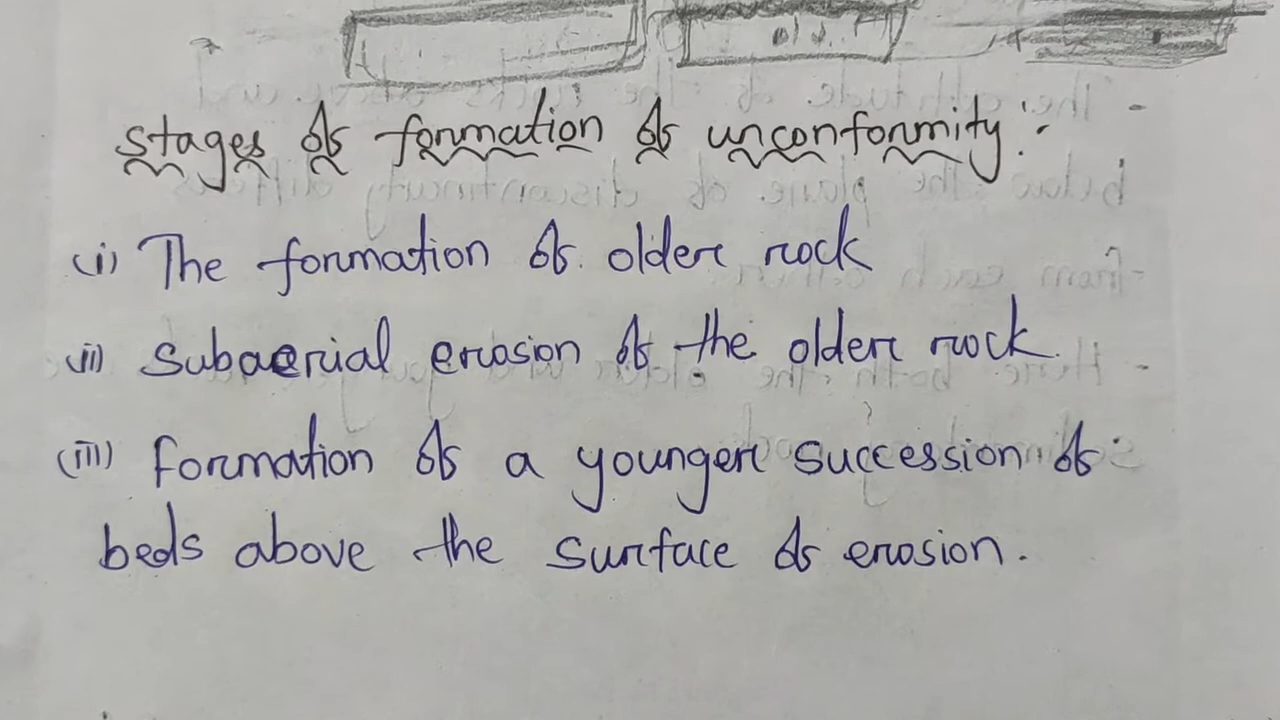 stages of formation of unconformity:-
(i) The formation of older rock
(ii) subaerial erosion of the older rock.
(iii) formation of a younger succession of
beds above the surface of erosion.